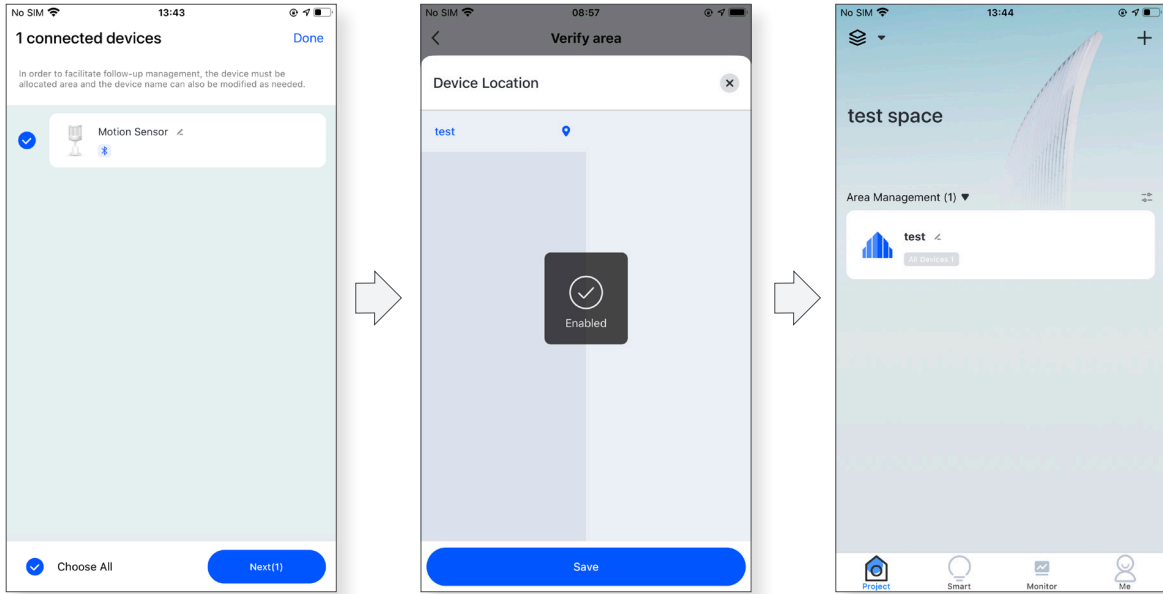 No SIM 13:43
1 connected devices Done
In order to facilitate follow-up management, the device must be
allocated area and the device name can also be modified as needed.
Motion Sensor
Choose All Next(1)
No SIM 08:57
Verify area
Device Location
test
Enabled
Save
No SIM 13:44
test space
Area Management (1)
test
All Devices 1
Project Smart Monitor Me